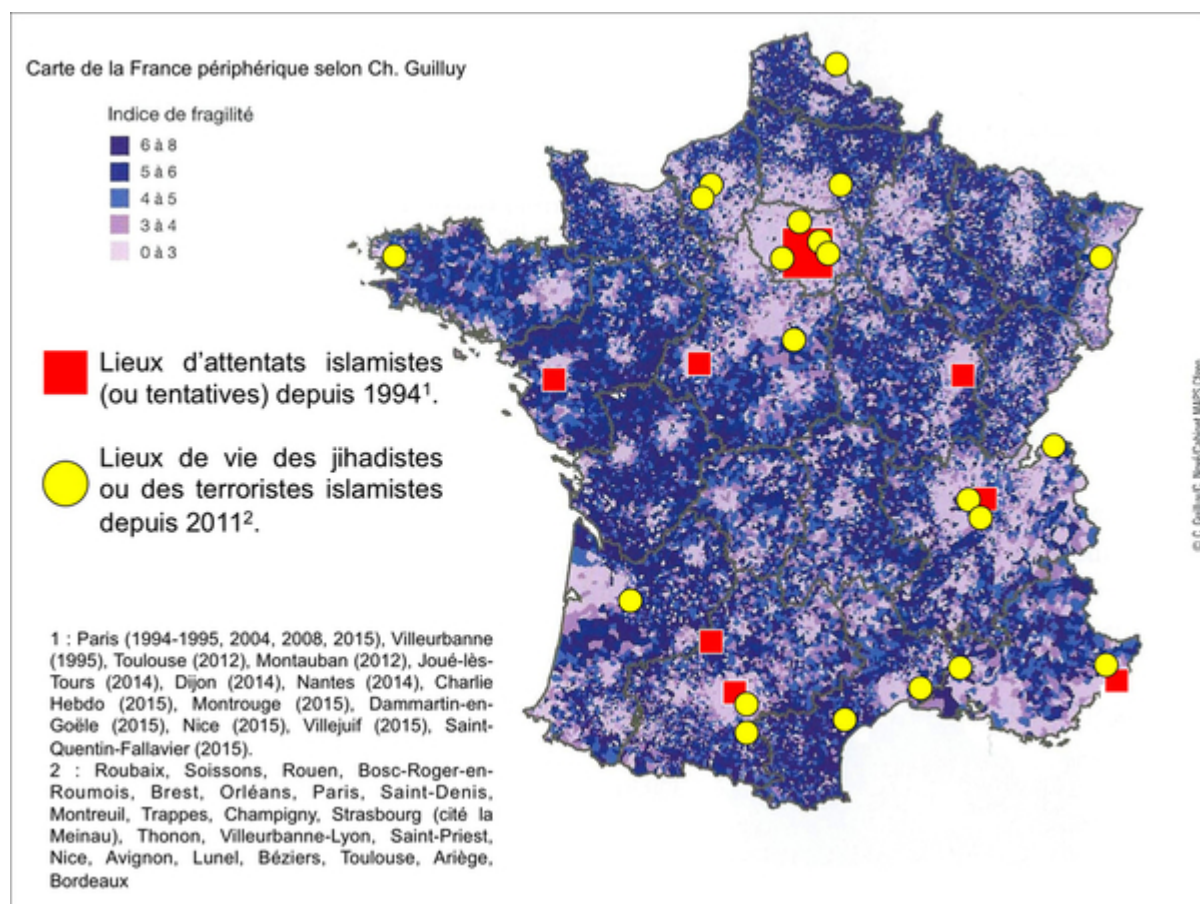 Carte de la France périphérique selon Ch. Guilluy
Indice de fragilité
6 à 8
5 à 6
4 à 5
3 à 4
0 à 3
Lieux d'attentats islamistes
(ou tentatives) depuis 1994¹.
Lieux de vie des jihadistes
ou des terroristes islamistes
depuis 2011².
1 : Paris (1994-1995, 2004, 2008, 2015), Villeurbanne
(1995), Toulouse (2012), Montauban (2012), Joué-lès-
Tours (2014), Dijon (2014), Nantes (2014), Charlie
Hebdo (2015), Montrouge (2015), Dammartin-en-
Goële (2015), Nice (2015), Villejuif (2015), Saint-
Quentin-Fallavier (2015).
2 : Roubaix, Soissons, Rouen, Bosc-Roger-en-
Roumois, Brest, Orléans, Paris, Saint-Denis,
Montreuil, Trappes, Champigny, Strasbourg (cité la
Meinau), Thonon, Villeurbanne-Lyon, Saint-Priest,
Nice, Avignon, Lunel, Béziers, Toulouse, Ariège,
Bordeaux
© C. Guilluy/C. Noyé/Cabinet MAPS